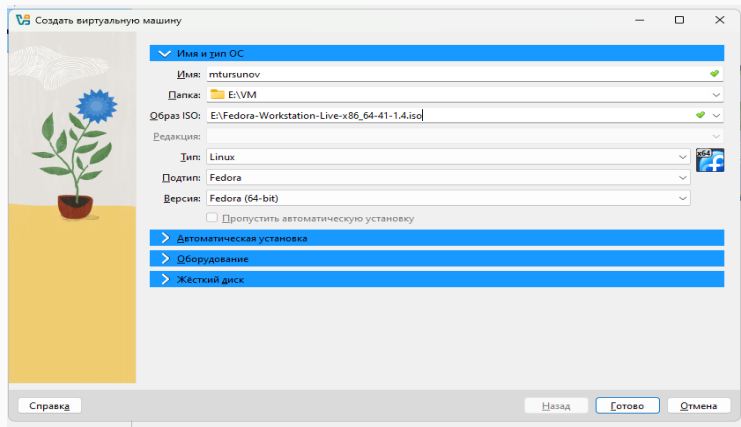 Создать виртуальную машину
Имя и тип ОС
Имя: mtursunov
Папка: E:\VM
Образ ISO: E:\Fedora-Workstation-Live-x86_64-41-1.4.iso
Редакция:
Тип: Linux
x64
Подтип: Fedora
Версия: Fedora (64-bit)
Пропустить автоматическую установку
Автоматическая установка
Оборудование
Жёсткий диск
Справка Назад Готово Отмена